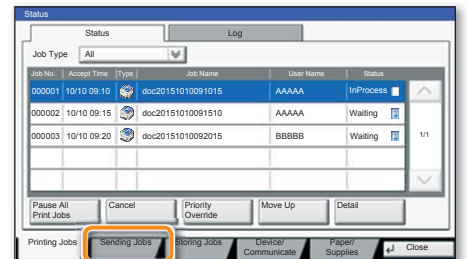 Status
Status Log
Job Type All
Job No. Accept Time Type Job Name User Name Status
000001 10/10 09:10 doc20151010091015 AAAAA InProcess
000002 10/10 09:15 doc20151010091510 AAAAA Waiting
000003 10/10 09:20 doc20151010092015 BBBBB Waiting
1/1
Pause All Print Jobs Cancel Priority Override Move Up Detail
Printing Jobs Sending Jobs Storing Jobs Device/ Communicate Paper/ Supplies Close